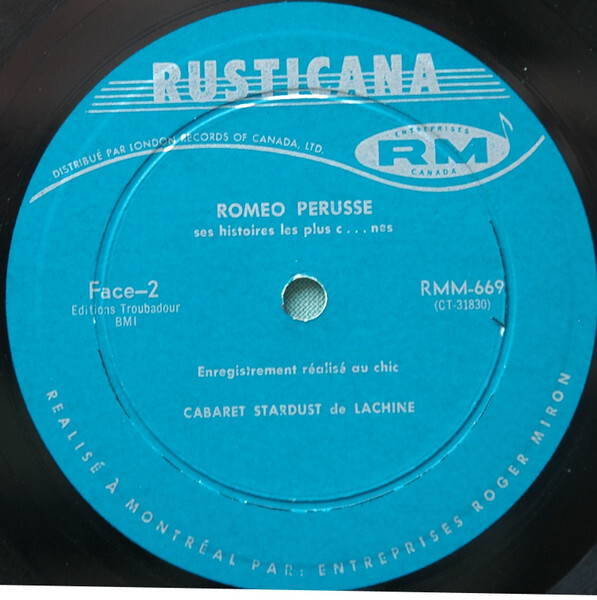 RUSTICANA
DISTRIBUÉ PAR LONDON RECORDS OF CANADA, LTD.
ENTREPRISES
RM
CANADA
ROMEO PERUSSE
ses histoires les plus c...nes
Face-2
Editions Troubadour
BMI
RMM-669
(CT-31830)
Enregistrement réalisé au chic
CABARET STARDUST de LACHINE
REALISÉ À MONTRÉAL PAR: ENTREPRISES ROGER MIRON